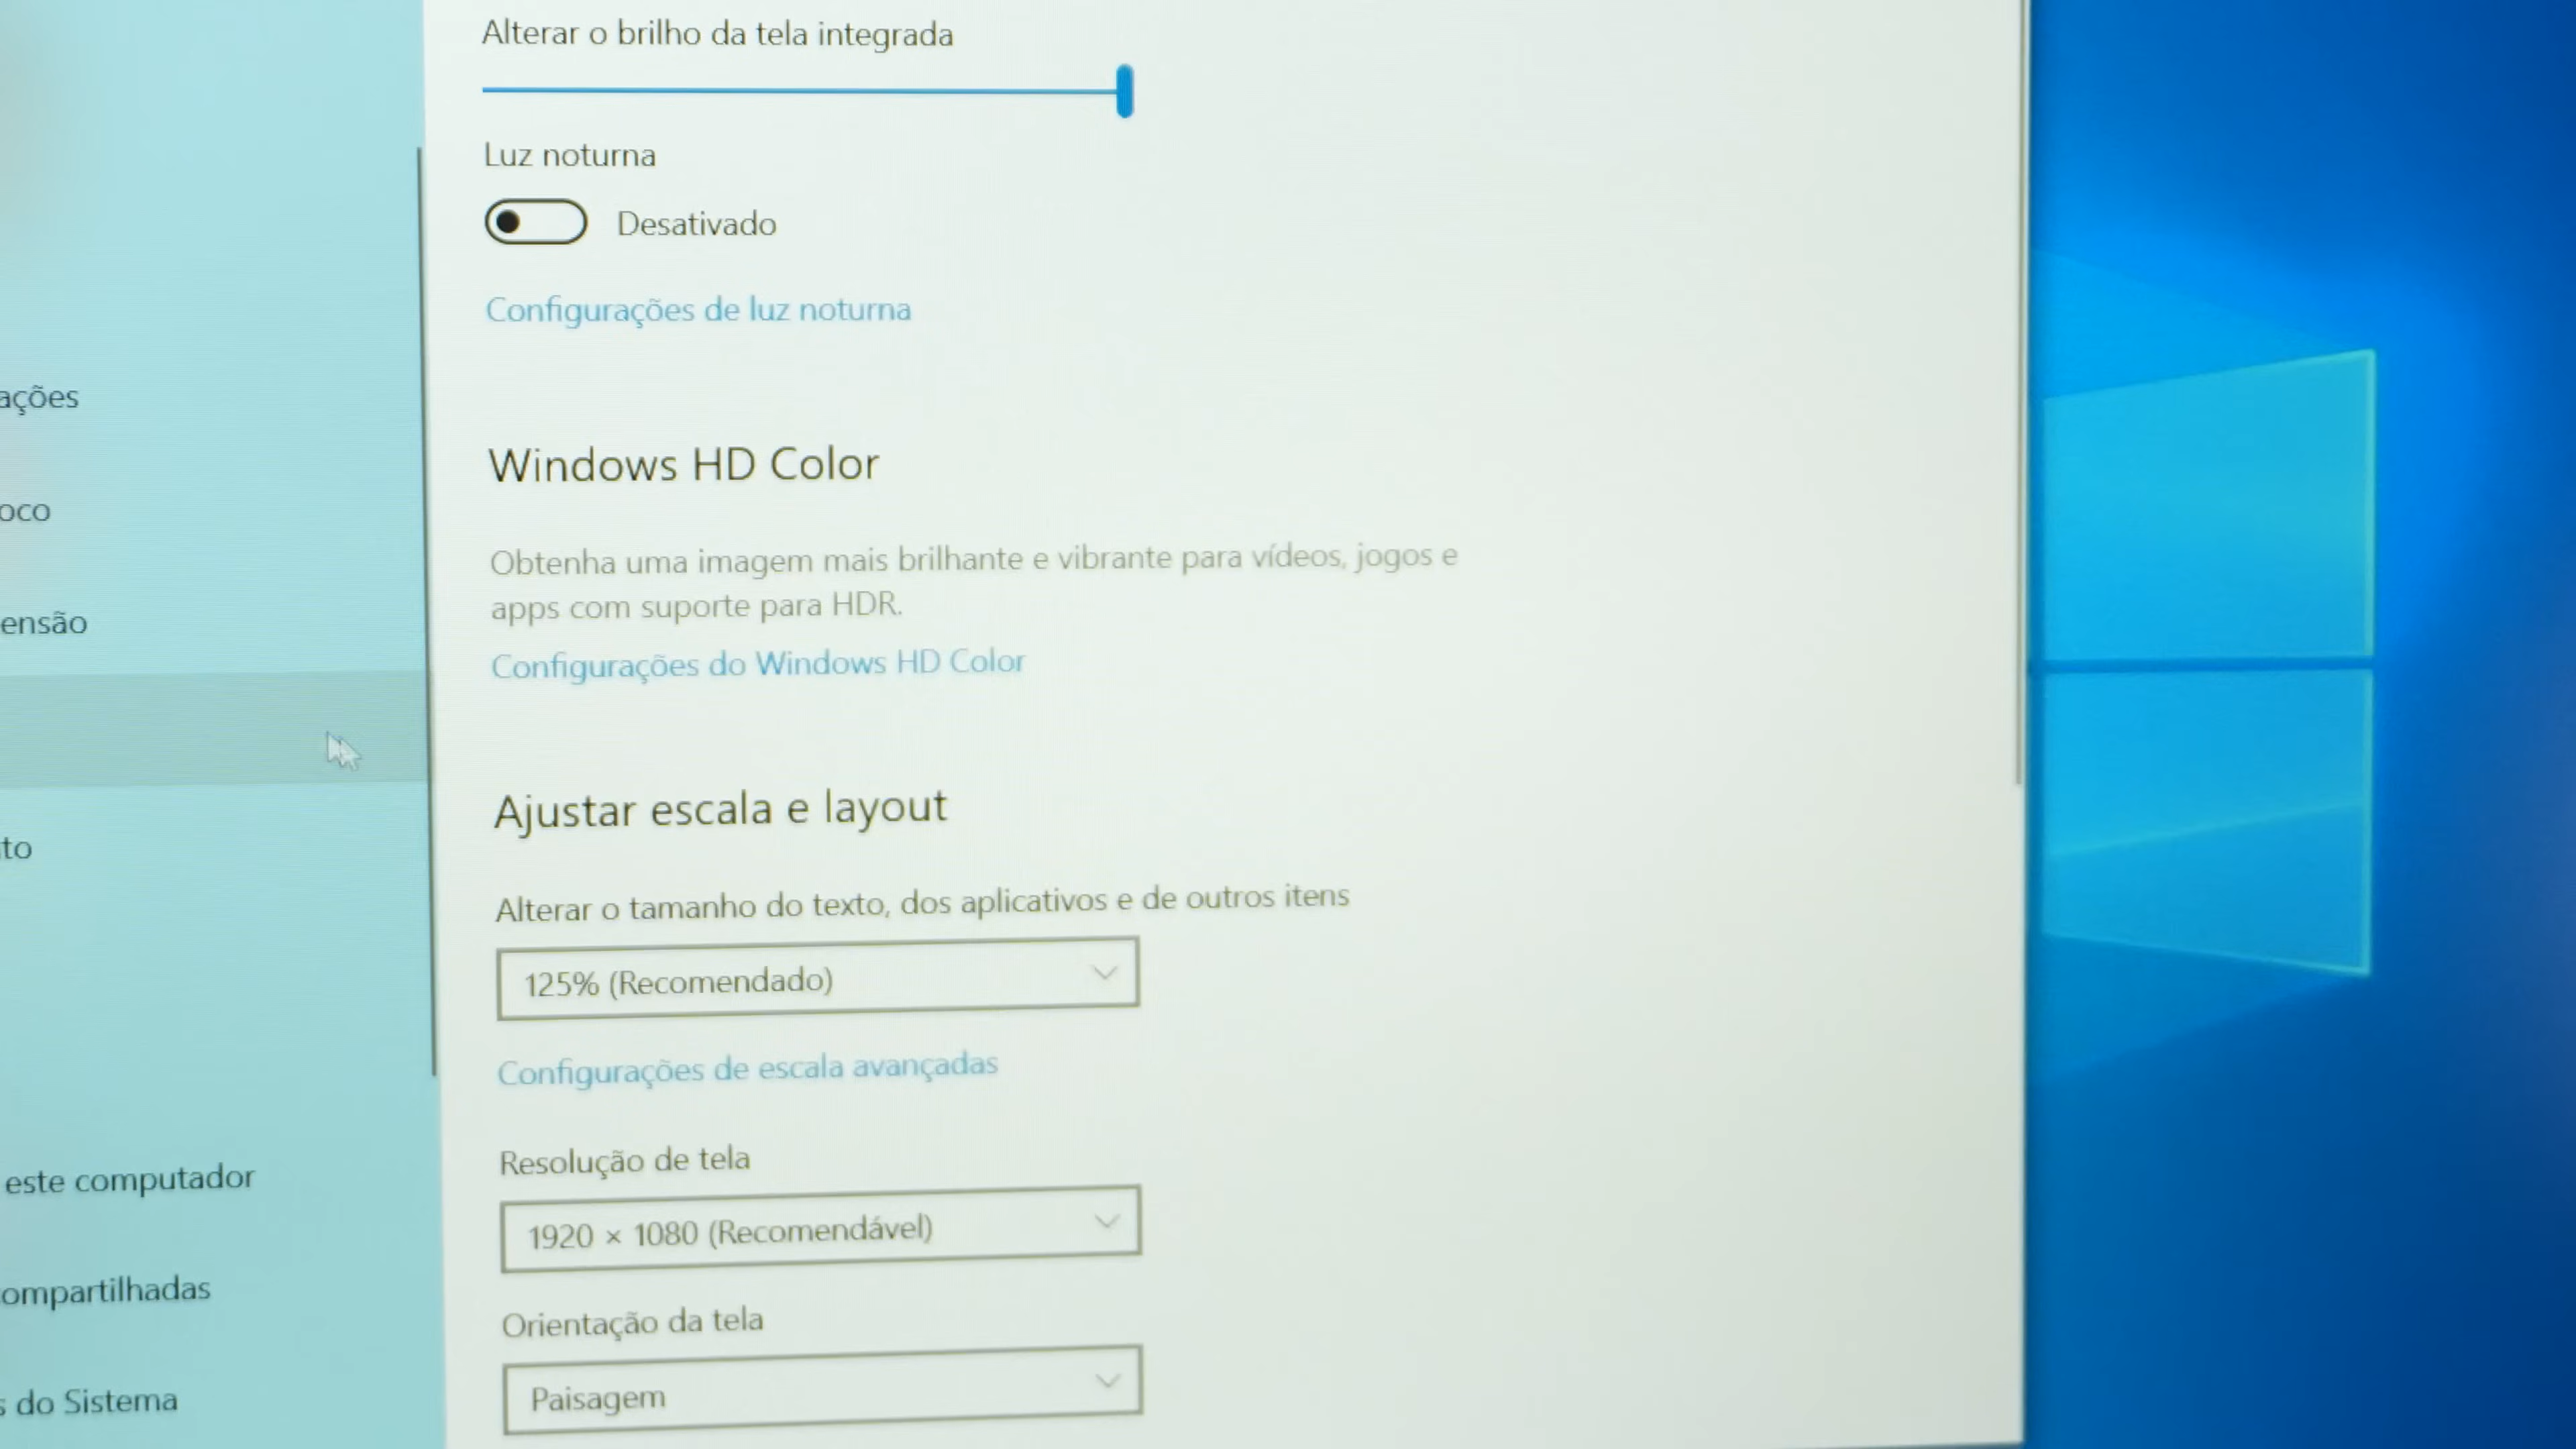 Alterar o brilho da tela integrada
Luz noturna
Desativado
Configurações de luz noturna
Windows HD Color
Obtenha uma imagem mais brilhante e vibrante para vídeos, jogos e
apps com suporte para HDR.
Configurações do Windows HD Color
Ajustar escala e layout
Alterar o tamanho do texto, dos aplicativos e de outros itens
125% (Recomendado)
Configurações de escala avançadas
Resolução de tela
1920 × 1080 (Recomendável)
Orientação da tela
Paisagem
ações
oco
ensão
to
este computador
ompartilhadas
s do Sistema